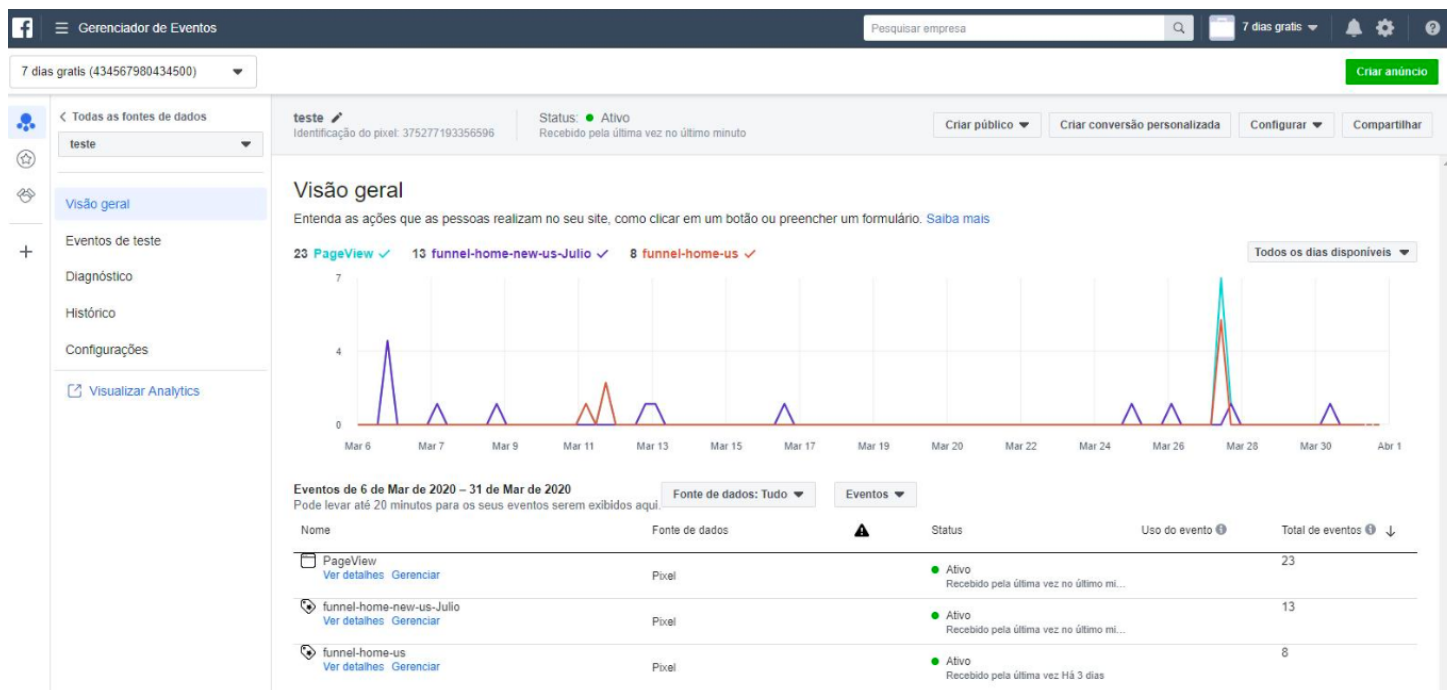 f Gerenciador de Eventos Pesquisar empresa 7 dias gratis
7 dias gratis (434567980434500) Criar anúncio
Todas as fontes de dados
teste
Visão geral
Eventos de teste
Diagnóstico
Histórico
Configurações
Visualizar Analytics
teste
Identificação do pixel: 375277193356596
Status: Ativo
Recebido pela última vez no último minuto
Criar público Criar conversão personalizada Configurar Compartilhar
Visão geral
Entenda as ações que as pessoas realizam no seu site, como clicar em um botão ou preencher um formulário. Saiba mais
23 PageView 13 funnel-home-new-us-Julio 8 funnel-home-us Todos os dias disponíveis
7
4
0
Mar 6 Mar 7 Mar 9 Mar 11 Mar 13 Mar 15 Mar 17 Mar 19 Mar 20 Mar 22 Mar 24 Mar 26 Mar 28 Mar 30 Abr 1
Eventos de 6 de Mar de 2020 – 31 de Mar de 2020
Pode levar até 20 minutos para os seus eventos serem exibidos aqui.
Fonte de dados: Tudo Eventos
Nome Fonte de dados Status Uso do evento Total de eventos
PageView 23
Ver detalhes Gerenciar Pixel Ativo
Recebido pela última vez no último mi...
funnel-home-new-us-Julio 13
Ver detalhes Gerenciar Pixel Ativo
Recebido pela última vez no último mi...
funnel-home-us 8
Ver detalhes Gerenciar Pixel Ativo
Recebido pela última vez Há 3 dias